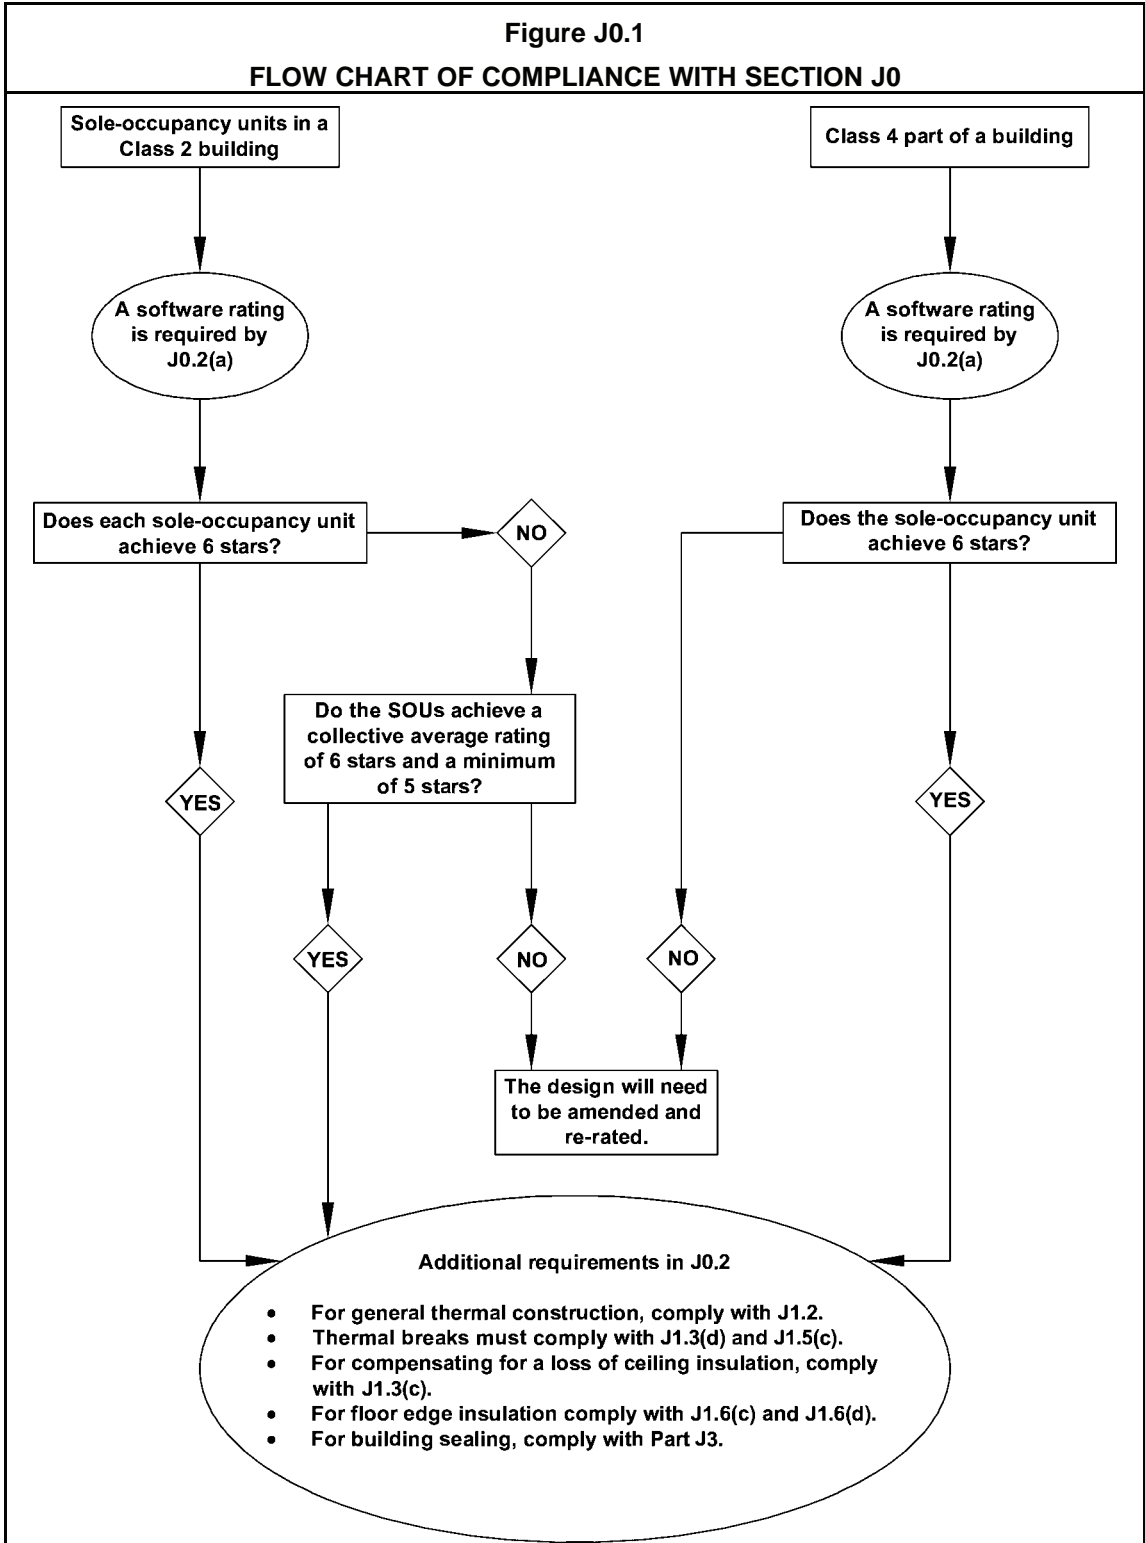 Figure J0.1
FLOW CHART OF COMPLIANCE WITH SECTION J0
Sole-occupancy units in a
Class 2 building
Class 4 part of a building
A software rating
is required by
J0.2(a)
A software rating
is required by
J0.2(a)
Does each sole-occupancy unit
achieve 6 stars?
NO
Does the sole-occupancy unit
achieve 6 stars?
Do the SOUs achieve a
collective average rating
of 6 stars and a minimum
of 5 stars?
YES
YES
YES
NO
NO
The design will need
to be amended and
re-rated.
Additional requirements in J0.2
• For general thermal construction, comply with J1.2.
• Thermal breaks must comply with J1.3(d) and J1.5(c).
• For compensating for a loss of ceiling insulation, comply
with J1.3(c).
• For floor edge insulation comply with J1.6(c) and J1.6(d).
• For building sealing, comply with Part J3.